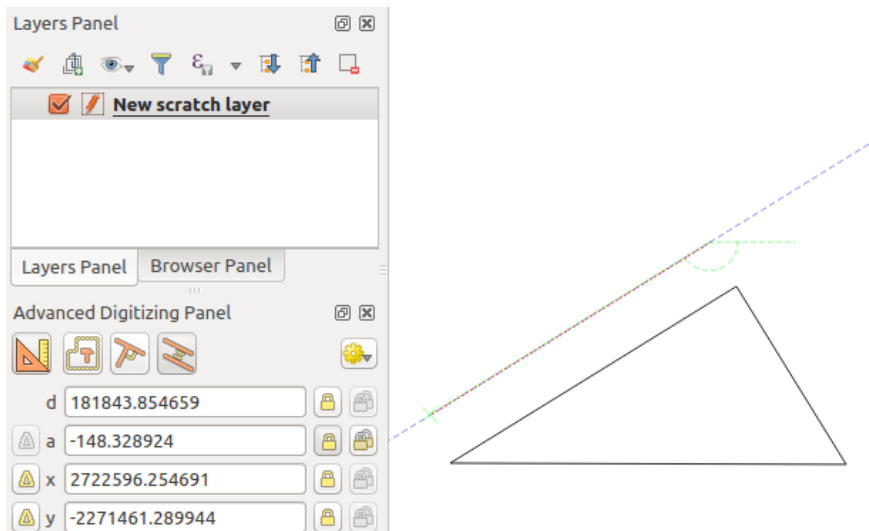 Layers Panel
New scratch layer
Layers Panel
Browser Panel
Advanced Digitizing Panel
d 181843.854659
a -148.328924
x 2722596.254691
y -2271461.289944